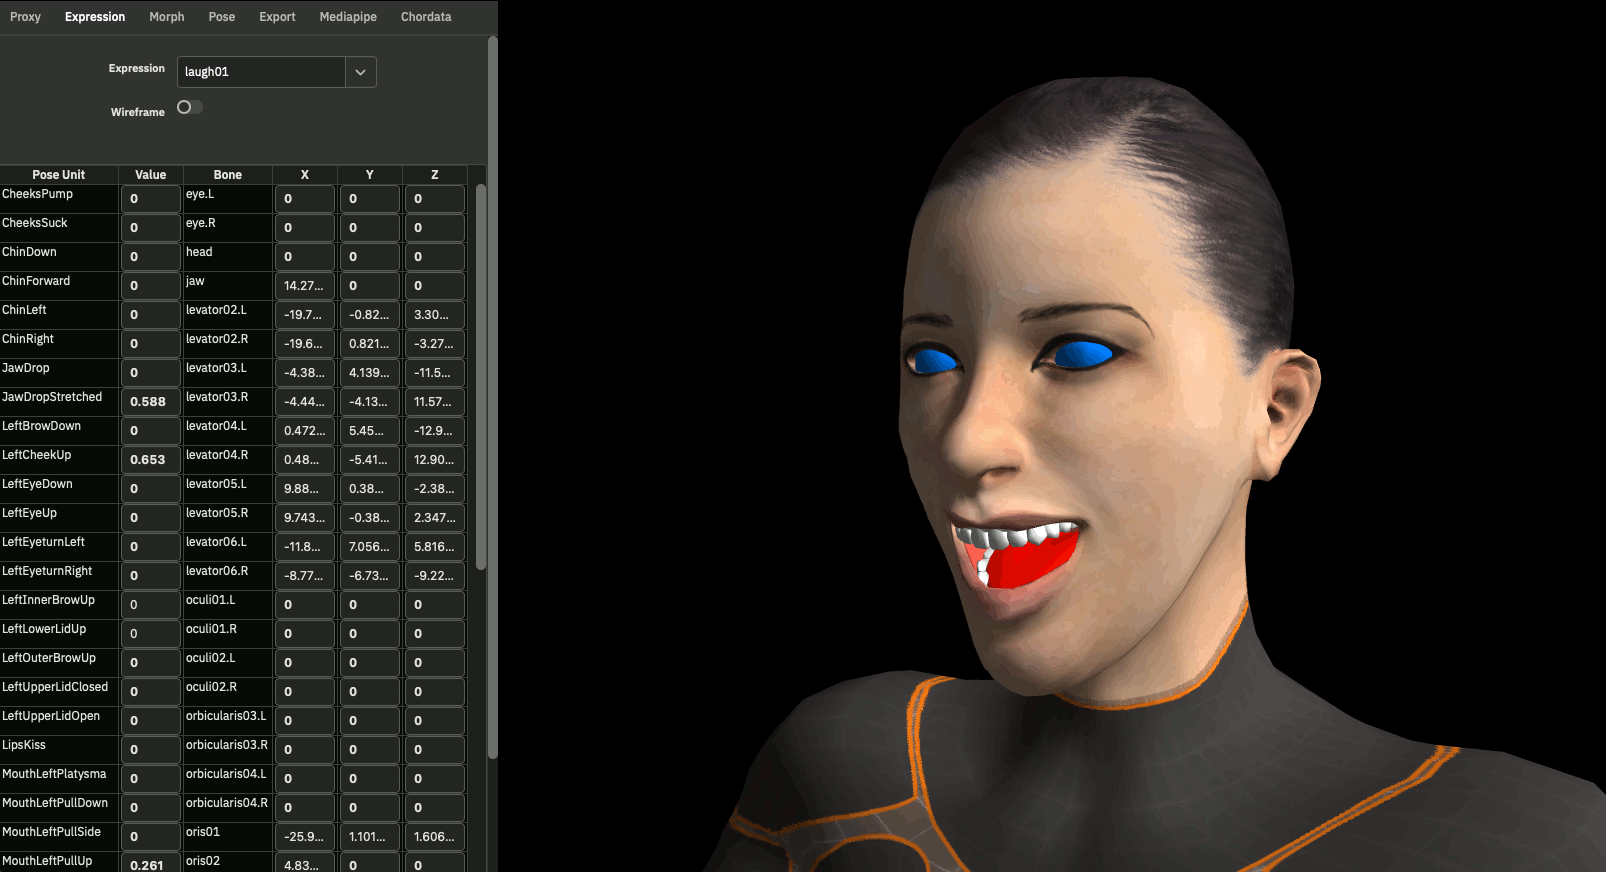 Proxy Expression Morph Pose Export Mediapipe Chordata
Expression laugh01
Wireframe
Pose Unit Value Bone X Y Z
CheeksPump 0 eye.L 0 0 0
CheeksSuck 0 eye.R 0 0 0
ChinDown 0 head 0 0 0
ChinForward 0 jaw 14.27... 0 0
ChinLeft 0 levator02.L -19.7... -0.82... 3.30...
ChinRight 0 levator02.R -19.6... 0.821... -3.27...
JawDrop 0 levator03.L -4.38... 4.139... -11.5...
JawDropStretched 0.588 levator03.R -4.44... -4.13... 11.57...
LeftBrowDown 0 levator04.L 0.472... 5.45... -12.9...
LeftCheekUp 0.653 levator04.R 0.48... -5.41... 12.90...
LeftEyeDown 0 levator05.L 9.88... 0.38... -2.38...
LeftEyeUp 0 levator05.R 9.743... -0.38... 2.347...
LeftEyeturnLeft 0 levator06.L -11.8... 7.056... 5.816...
LeftEyeturnRight 0 levator06.R -8.77... -6.73... -9.22...
LeftInnerBrowUp 0 oculi01.L 0 0 0
LeftLowerLidUp 0 oculi01.R 0 0 0
LeftOuterBrowUp 0 oculi02.L 0 0 0
LeftUpperLidClosed 0 oculi02.R 0 0 0
LeftUpperLidOpen 0 orbicularis03.L 0 0 0
LipsKiss 0 orbicularis03.R 0 0 0
MouthLeftPlatysma 0 orbicularis04.L 0 0 0
MouthLeftPullDown 0 orbicularis04.R 0 0 0
MouthLeftPullSide 0 oris01 -25.9... 1.101... 1.606...
MouthLeftPullUp 0.261 oris02 4.83... 0 0